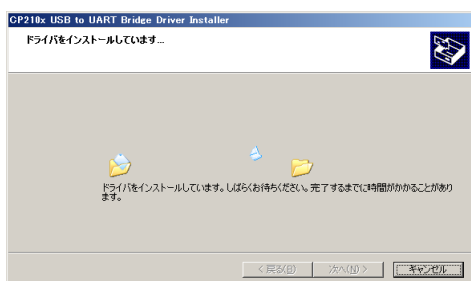 CP210x USB to UART Bridge Driver Installer
ドライバをインストールしています...
ドライバをインストールしています。しばらくお待ちください。完了するまでに時間がかかることがあり
ます。
< 戻る(B) 次へ(N) > キャンセル